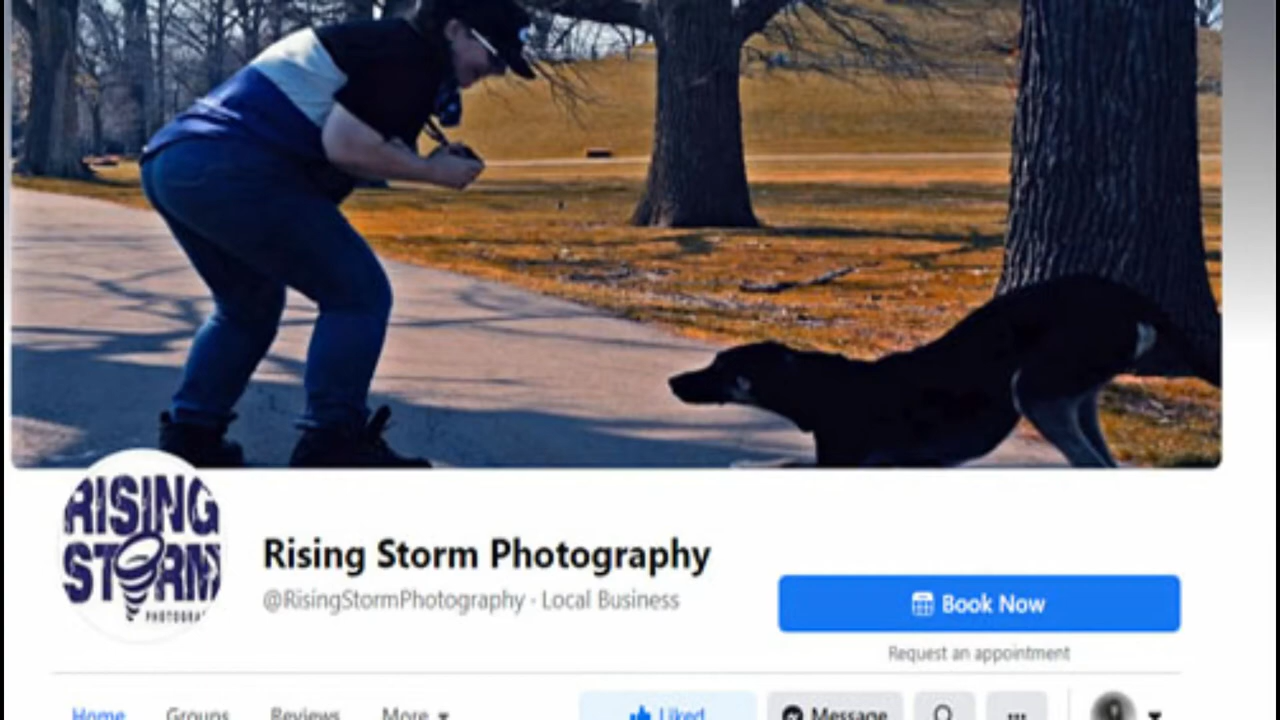 RISING
STORM
Rising Storm Photography
@RisingStormPhotography · Local Business
Book Now
Request an appointment
Home Groups Reviews More Liked Message